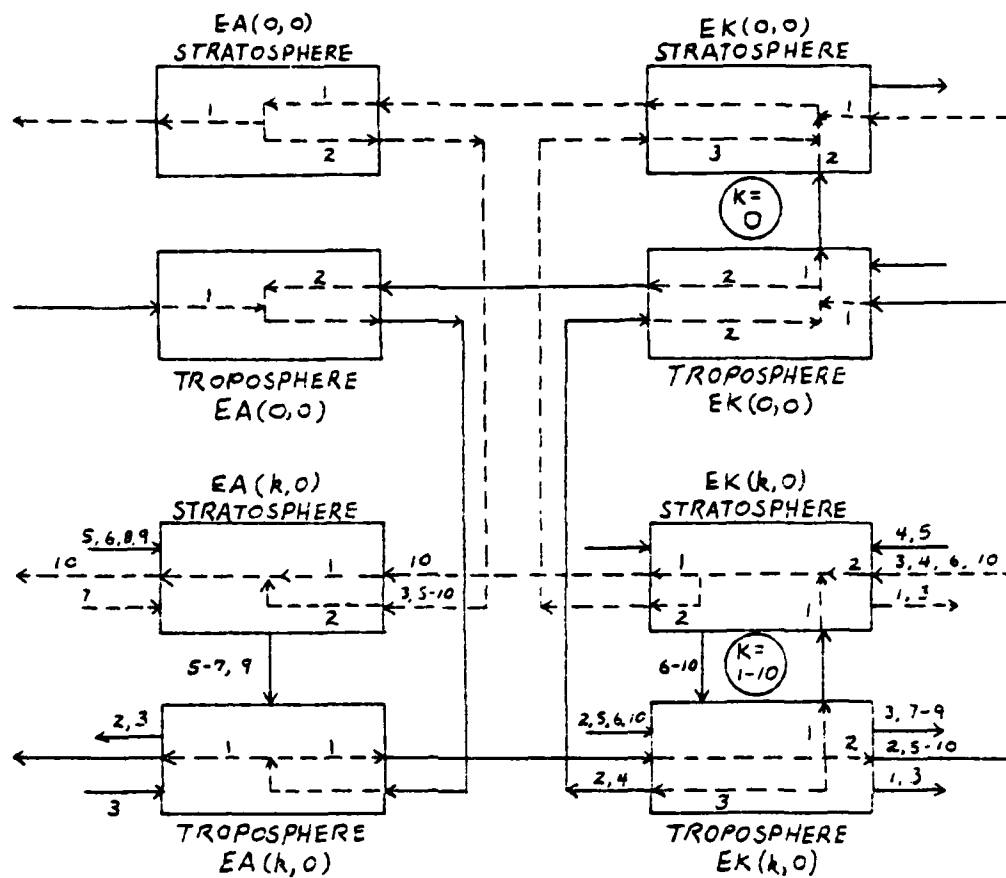 EA(0,0)
STRATOSPHERE
EK(0,0)
STRATOSPHERE
1
1
2
1
3
2
K=
0
1
2
2
1
2
1
TROPOSPHERE
EA(0,0)
TROPOSPHERE
EK(0,0)
EA(k,0)
STRATOSPHERE
EK(k,0)
STRATOSPHERE
5,6,8,9
10
7
1
2
10
3,5-10
1
2
2
1
4,5
3,4,6,10
1,3
5-7,9
6-10
K=
1-10
2,3
3
1
1
2,5,6,10
2,4
1
2
3
3,7-9
2,5-10
1,3
TROPOSPHERE
EA(k,0)
TROPOSPHERE
EK(k,0)